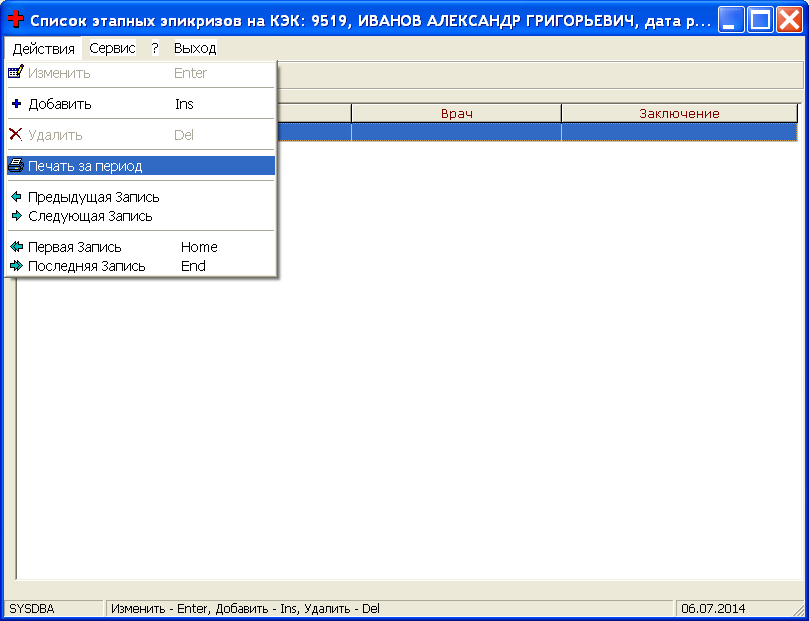 Список этапных эпикризов на КЭК: 9519, ИВАНОВ АЛЕКСАНДР ГРИГОРЬЕВИЧ, дата р...
Действия Сервис ? Выход
Изменить Enter
Добавить Ins
Врач Заключение
Удалить Del
Печать за период
Предыдущая Запись
Следующая Запись
Первая Запись Home
Последняя Запись End
SYSDBA Изменить - Enter, Добавить - Ins, Удалить - Del 06.07.2014